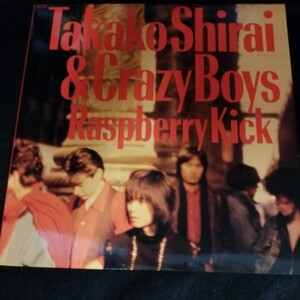 Takako Shirai
& Crazy Boys
Raspberry Kick